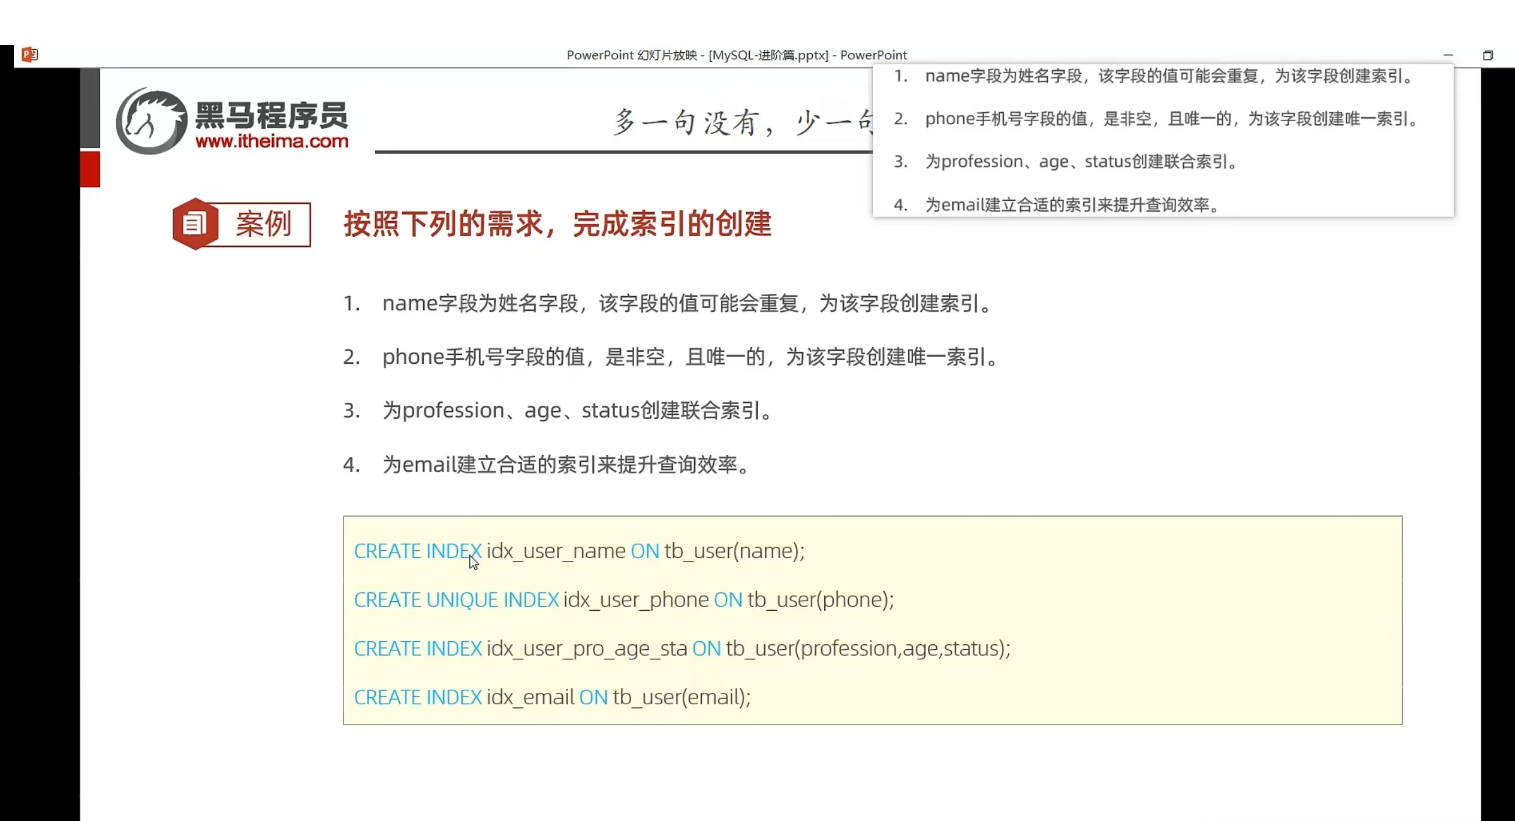 PowerPoint 幻灯片放映 - [MySQL-进阶篇.pptx] - PowerPoint
1. name字段为姓名字段，该字段的值可能会重复，为该字段创建索引。
2. phone手机号字段的值，是非空，且唯一的，为该字段创建唯一索引。
3. 为profession、age、status创建联合索引。
4. 为email建立合适的索引来提升查询效率。
黑马程序员
www.itheima.com
多一句没有，少一句
案例
按照下列的需求，完成索引的创建
1. name字段为姓名字段，该字段的值可能会重复，为该字段创建索引。
2. phone手机号字段的值，是非空，且唯一的，为该字段创建唯一索引。
3. 为profession、age、status创建联合索引。
4. 为email建立合适的索引来提升查询效率。
CREATE INDEX idx_user_name ON tb_user(name);
CREATE UNIQUE INDEX idx_user_phone ON tb_user(phone);
CREATE INDEX idx_user_pro_age_sta ON tb_user(profession,age,status);
CREATE INDEX idx_email ON tb_user(email);